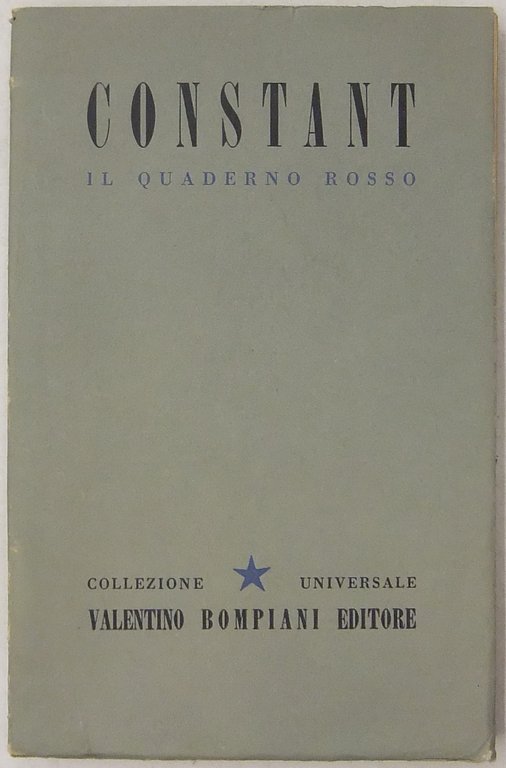 CONSTANT
IL QUADERNO ROSSO
COLLEZIONE UNIVERSALE
VALENTINO BOMPIANI EDITORE